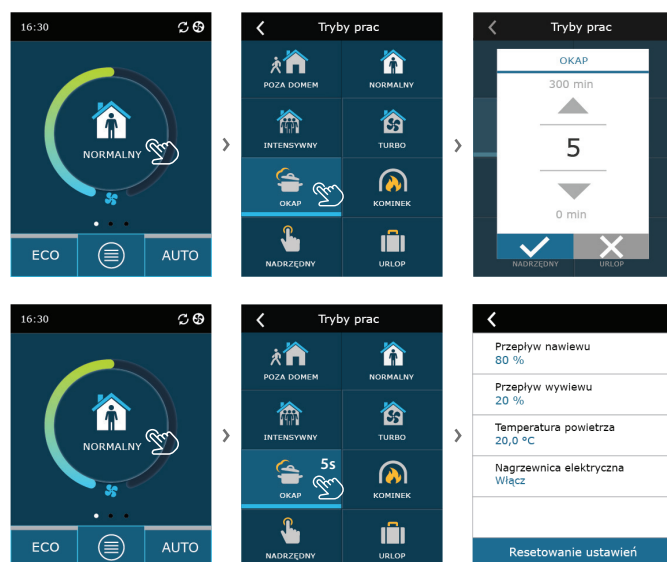 16:30
NORMALNY
ECO
AUTO
Tryby prac
POZA DOMEM
NORMALNY
INTENSYWNY
TURBO
OKAP
KOMINEK
NADRZĘDNY
URLOP
Tryby prac
OKAP
300 min
5
0 min
NADRZĘDNY
URLOP
16:30
NORMALNY
ECO
AUTO
Tryby prac
POZA DOMEM
NORMALNY
INTENSYWNY
TURBO
5s
OKAP
KOMINEK
NADRZĘDNY
URLOP
Przepływ nawiewu
80 %
Przepływ wywiewu
20 %
Temperatura powietrza
20,0 °C
Nagrzewnica elektryczna
Włącz
Resetowanie ustawień